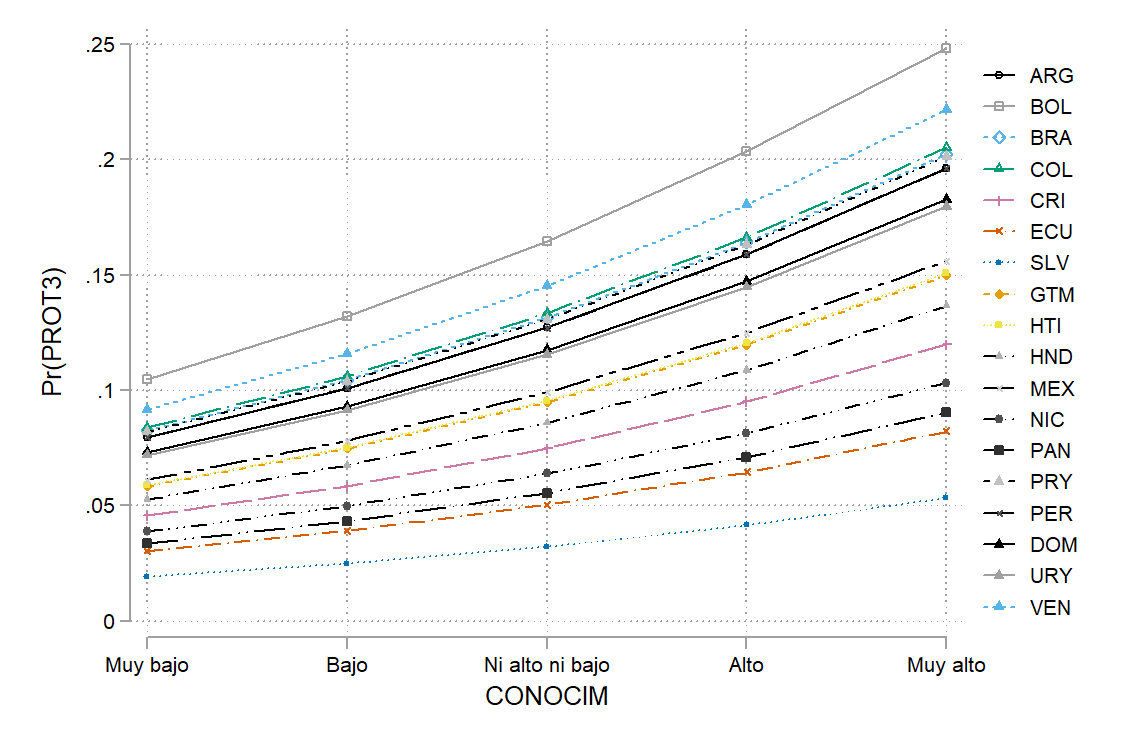 .25
.2
.15
.1
.05
0
Pr(PROT3)
Muy bajo
Bajo
Ni alto ni bajo
Alto
Muy alto
CONOCIM
ARG
BOL
BRA
COL
CRI
ECU
SLV
GTM
HTI
HND
MEX
NIC
PAN
PRY
PER
DOM
URY
VEN